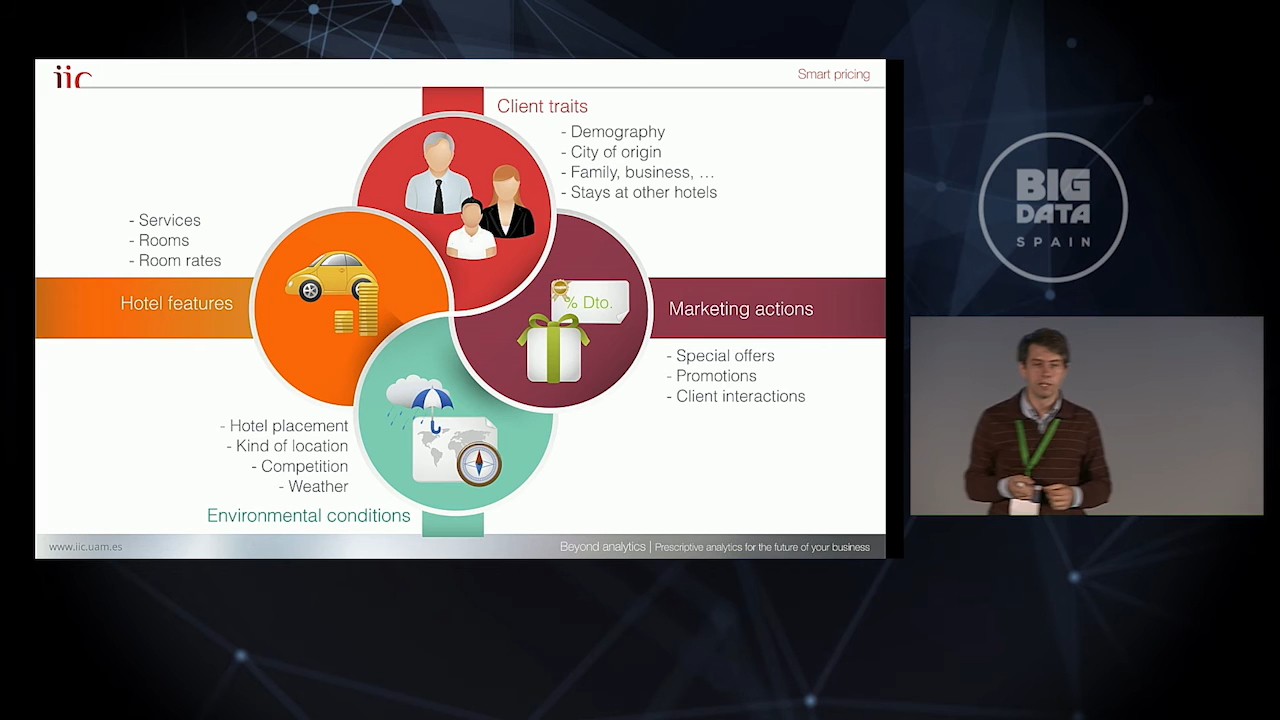 iic
Smart pricing
Client traits
- Demography
- City of origin
- Family, business, …
- Stays at other hotels
- Services
- Rooms
- Room rates
Hotel features
% Dto.
Marketing actions
- Special offers
- Promotions
- Client interactions
- Hotel placement
- Kind of location
- Competition
- Weather
Environmental conditions
www.iic.uam.es
Beyond analytics | Prescriptive analytics for the future of your business
BIG
DATA
SPAIN